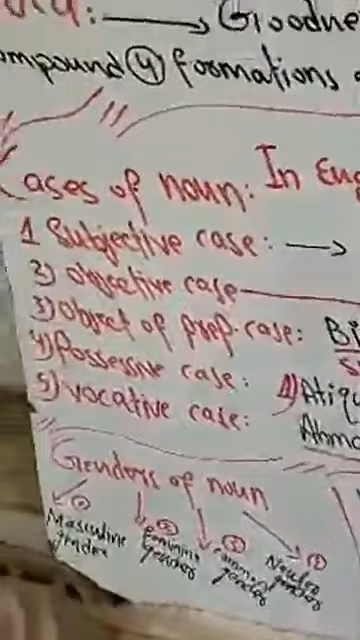 Goodne
ompound (4) formations
Cases of noun: In Eng
1 Subjective case:
2) objective case
3) Object of prep. case: Bi
4) Possessive case:
5) vocative case: 1) Atiqu
Ahma
Genders of noun
Masculine gender
Feminine gender
common gender
Neuter gender